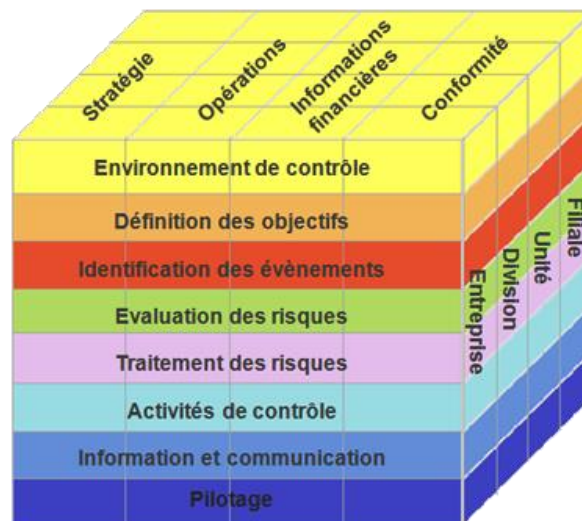 Stratégie
Opérations
Informations
financières
Conformité
Environnement de contrôle
Définition des objectifs
Identification des évènements
Evaluation des risques
Traitement des risques
Activités de contrôle
Information et communication
Pilotage
Entreprise
Division
Unité
Filiale